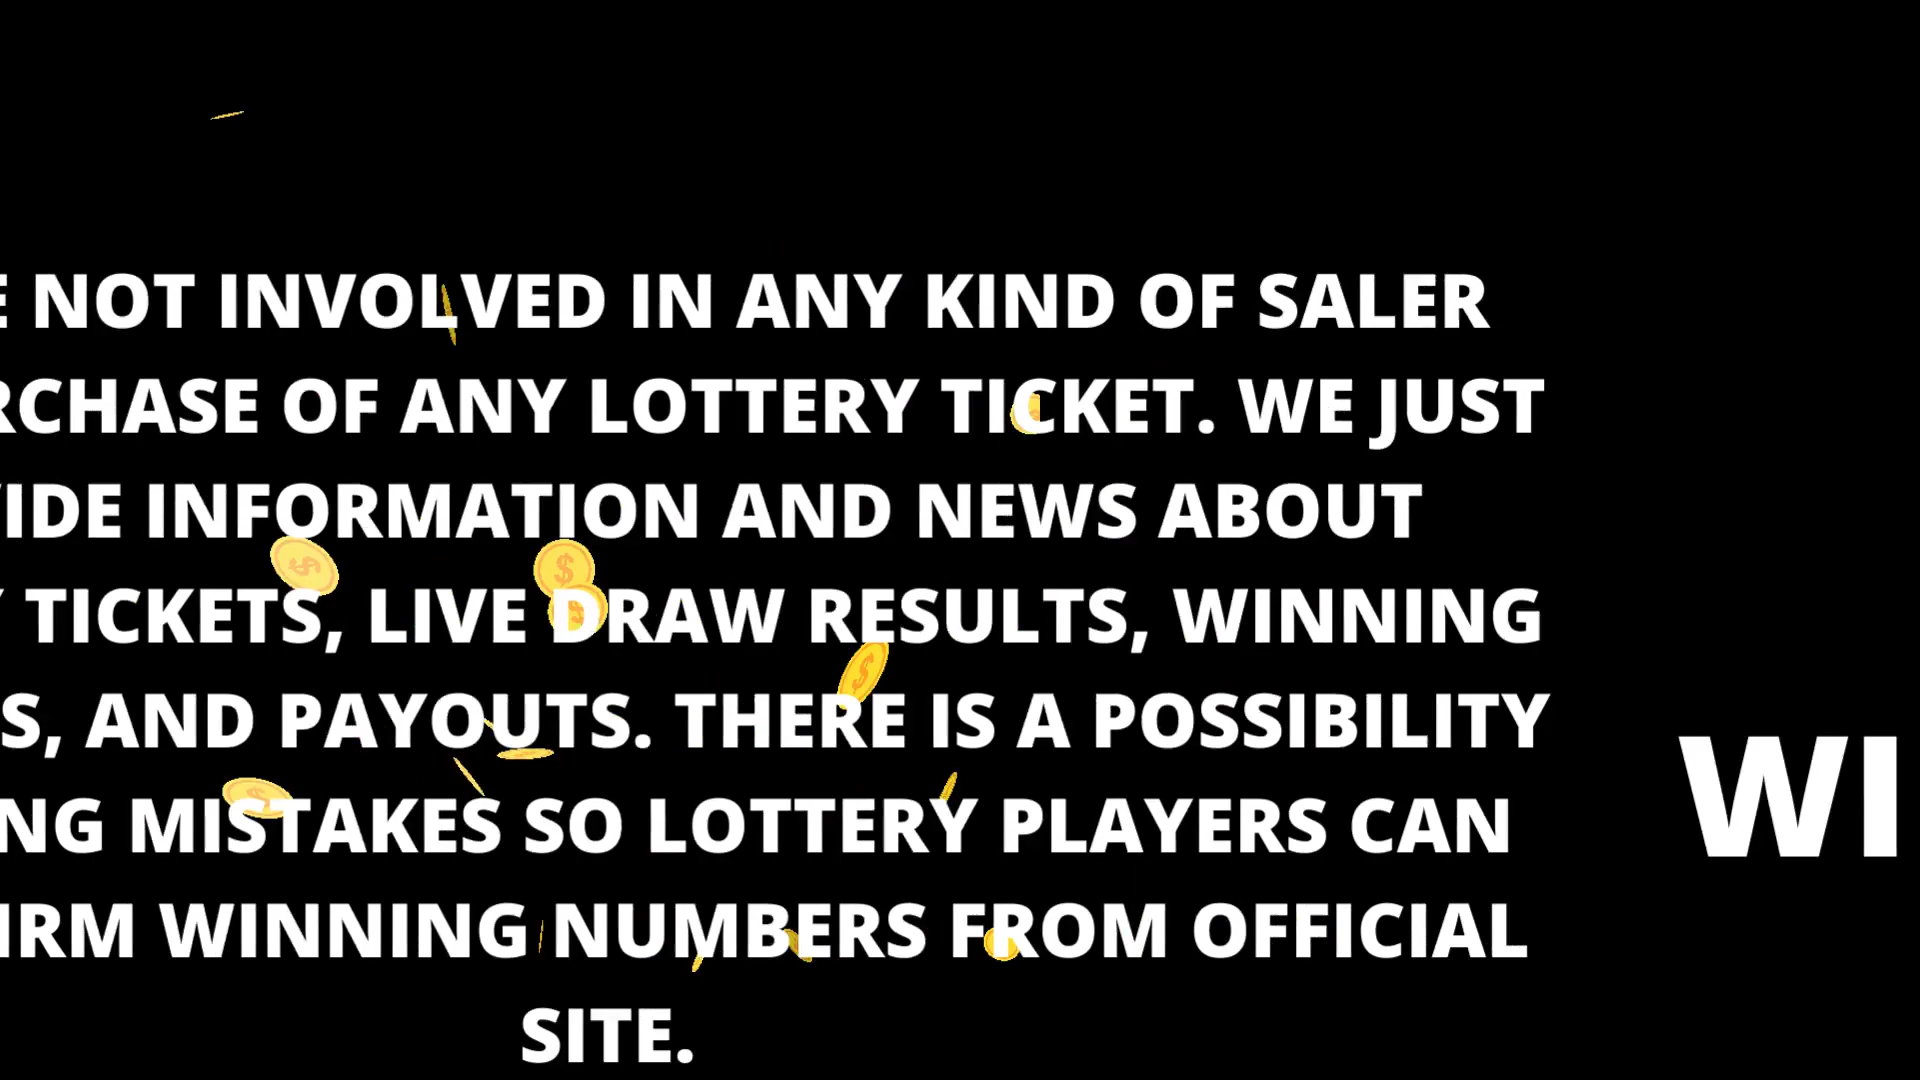 E NOT INVOLVED IN ANY KIND OF SALER
RCHASE OF ANY LOTTERY TICKET. WE JUST
IDE INFORMATION AND NEWS ABOUT
TICKETS, LIVE DRAW RESULTS, WINNING
S, AND PAYOUTS. THERE IS A POSSIBILITY
NG MISTAKES SO LOTTERY PLAYERS CAN
IRM WINNING NUMBERS FROM OFFICIAL
SITE.
WI